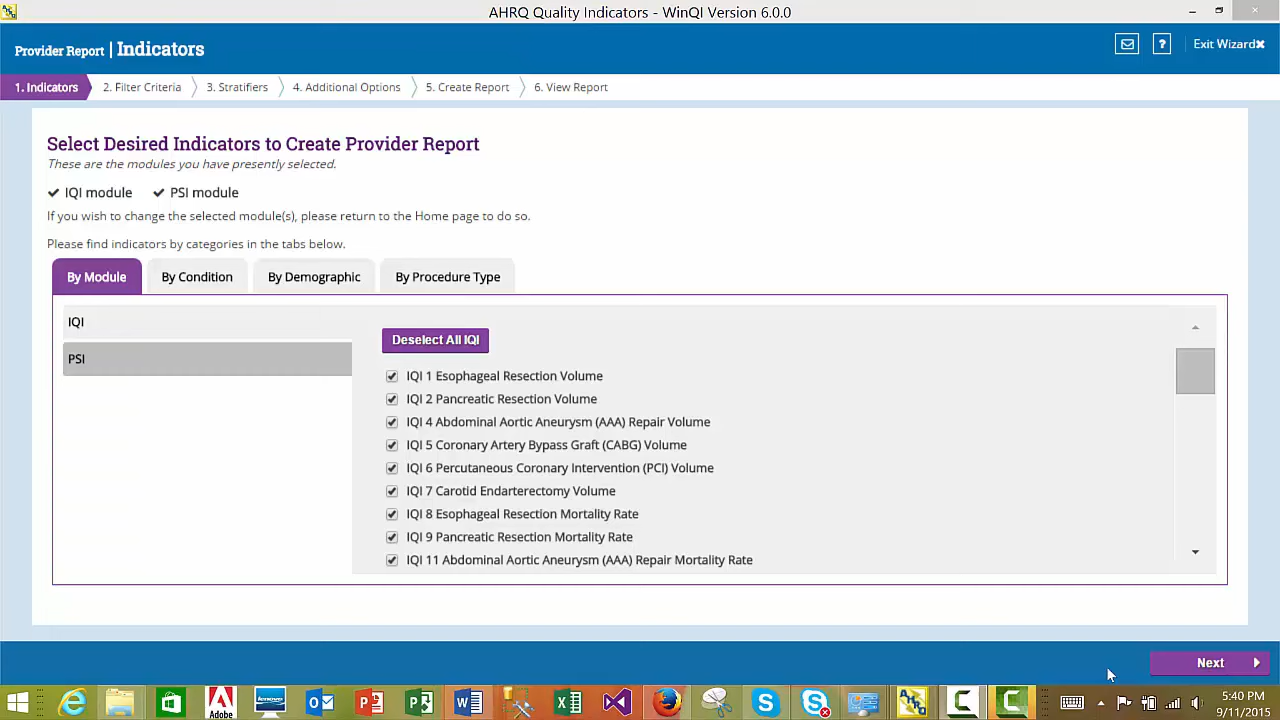 AHRQ Quality Indicators - WinQI Version 6.0.0
Provider Report | Indicators
? Exit Wizard
1. Indicators 2. Filter Criteria 3. Stratifiers 4. Additional Options 5. Create Report 6. View Report
Select Desired Indicators to Create Provider Report
These are the modules you have presently selected.
IQI module PSI module
If you wish to change the selected module(s), please return to the Home page to do so.
Please find indicators by categories in the tabs below.
By Module By Condition By Demographic By Procedure Type
IQI
PSI
Deselect All IQI
IQI 1 Esophageal Resection Volume
IQI 2 Pancreatic Resection Volume
IQI 4 Abdominal Aortic Aneurysm (AAA) Repair Volume
IQI 5 Coronary Artery Bypass Graft (CABG) Volume
IQI 6 Percutaneous Coronary Intervention (PCI) Volume
IQI 7 Carotid Endarterectomy Volume
IQI 8 Esophageal Resection Mortality Rate
IQI 9 Pancreatic Resection Mortality Rate
IQI 11 Abdominal Aortic Aneurysm (AAA) Repair Mortality Rate
Next
Adobe
AHRQ
5:40 PM
9/11/2015